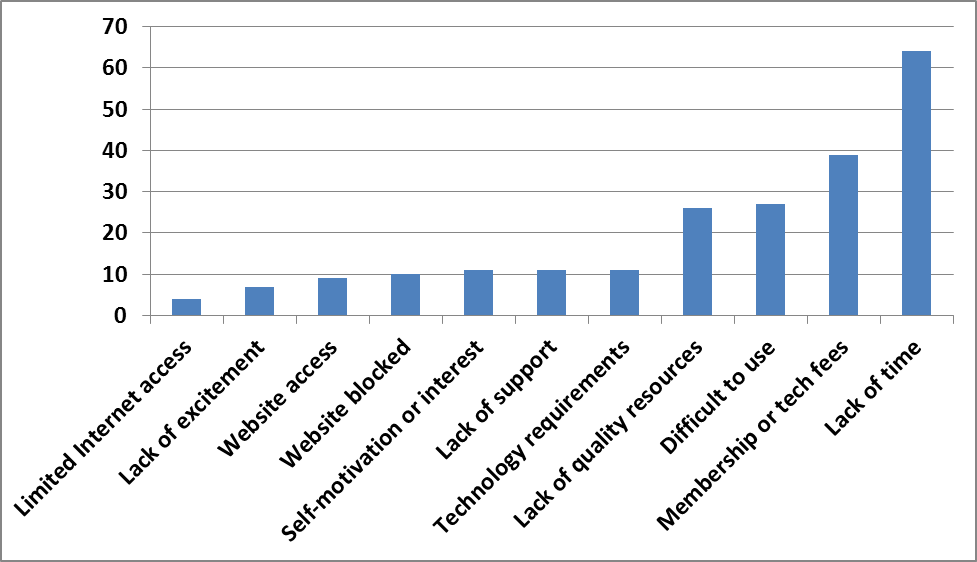 70
60
50
40
30
20
10
0
Limited Internet access
Lack of excitement
Website access
Website blocked
Self-motivation or interest
Lack of support
Technology requirements
Lack of quality resources
Difficult to use
Membership or tech fees
Lack of time